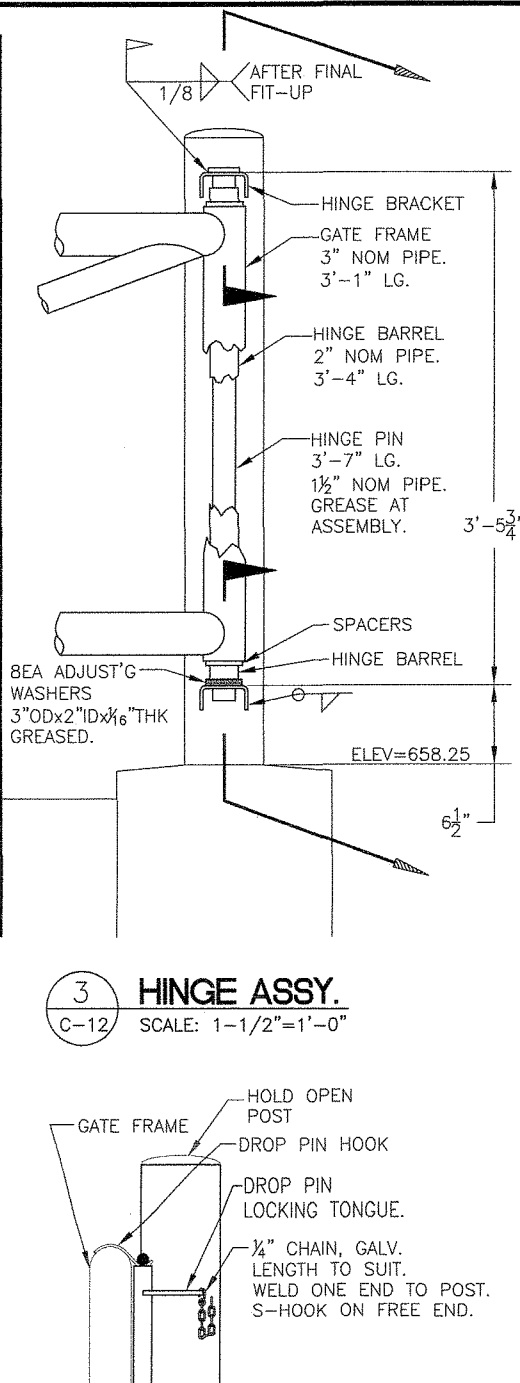 AFTER FINAL
1/8 FIT-UP
HINGE BRACKET
GATE FRAME
3" NOM PIPE.
3'-1" LG.
HINGE BARREL
2" NOM PIPE.
3'-4" LG.
HINGE PIN
3'-7" LG.
1½" NOM PIPE.
GREASE AT
ASSEMBLY.
3'-5¾"
SPACERS
HINGE BARREL
8EA ADJUST'G
WASHERS
3"ODx2"IDx1/16"THK
GREASED.
ELEV=658.25
6½"
3 HINGE ASSY.
C-12 SCALE: 1-1/2"=1'-0"
HOLD OPEN
POST
GATE FRAME
DROP PIN HOOK
DROP PIN
LOCKING TONGUE.
¼" CHAIN, GALV.
LENGTH TO SUIT.
WELD ONE END TO POST.
S-HOOK ON FREE END.